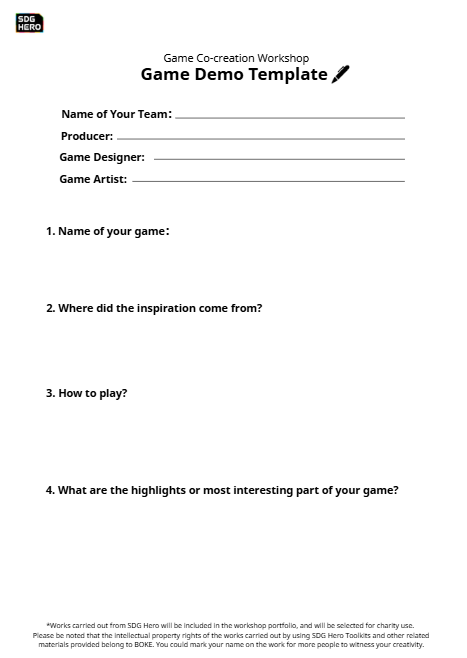 SDG
HERO
Game Co-creation Workshop
Game Demo Template
Name of Your Team:
Producer:
Game Designer:
Game Artist:
1. Name of your game:
2. Where did the inspiration come from?
3. How to play?
4. What are the highlights or most interesting part of your game?
*Works carried out from SDG Hero will be included in the workshop portfolio, and will be selected for charity use.
Please be noted that the intellectual property rights of the works carried out by using SDG Hero Toolkits and other related
materials provided belong to BOKE. You could mark your name on the work for more people to witness your creativity.